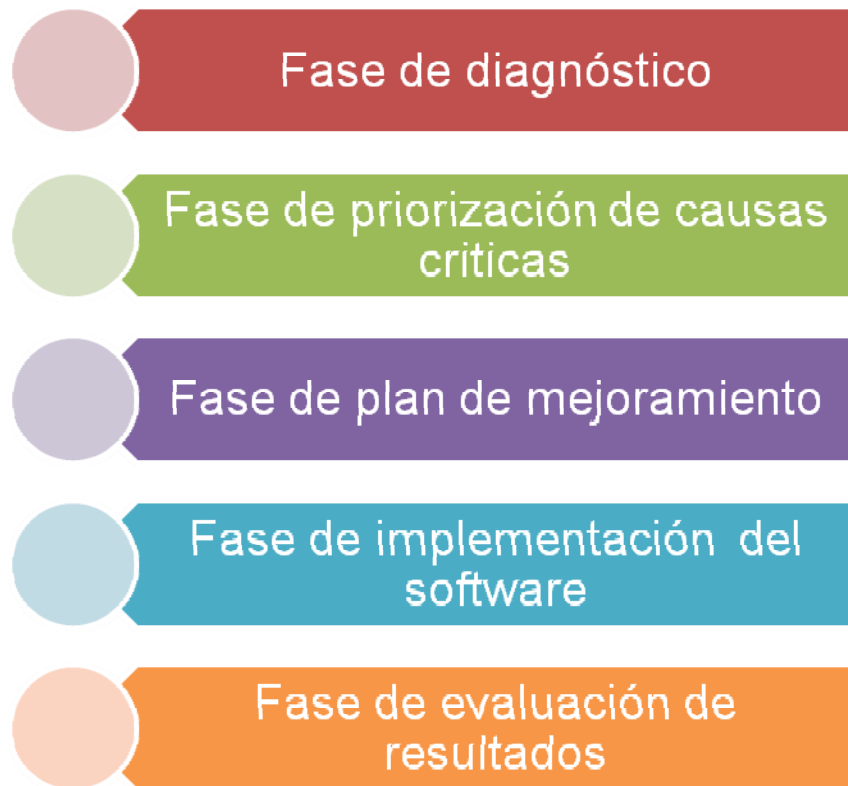 Fase de diagnóstico
Fase de priorización de causas
criticas
Fase de plan de mejoramiento
Fase de implementación del
software
Fase de evaluación de
resultados